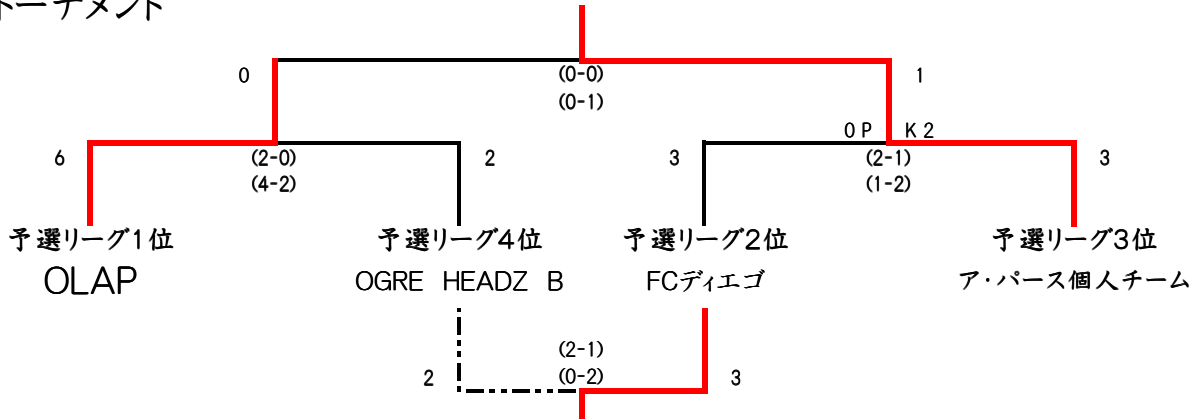 トーナメント
0 (0-0) 1
(0-1)
0 P K 2
6 (2-0) 2 3 (2-1) 3
(4-2) (1-2)
予選リーグ1位 予選リーグ4位 予選リーグ2位 予選リーグ3位
OLAP OGRE HEADZ B FCディエゴ ア・パース個人チーム
(2-1)
2 (0-2) 3